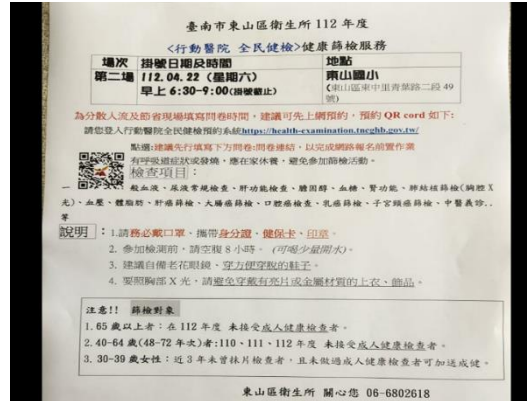 臺南市東山區衛生所 112 年度
<行動醫院 全民健檢>健康篩檢服務
場次 掛號日期及時間 地點
第二場 112.04.22（星期六） 東山國小
早上 6:30-9:00(掛號截止) (東山區東中里青葉路二段 49 號)
為分散人流及節省現場填寫問卷時間，建議可先上網預約，預約 QR cord 如下:
請您登入行動醫院全民健檢預約系統https://health-examination.tncghb.gov.tw/
點選:建議先行填寫下方問卷:問卷連結，以完成網路報名前置作業
有呼吸道症狀或發燒，應在家休養，避免參加篩檢活動。
檢查項目：
一般血液、尿液常規檢查、肝功能檢查、膽固醇、血糖、腎功能、肺結核篩檢(胸腔 X
光)、血壓、體脂肪、肝癌篩檢、大腸癌篩檢、口腔癌檢查、乳癌篩檢、子宮頸癌篩檢、中醫義診..
等
說明：1.請務必戴口罩、攜帶身分證、健保卡、印章。
2. 參加檢測前，請空腹 8 小時。(可喝少量開水)。
3. 建議自備老花眼鏡、穿方便穿脫的鞋子。
4. 要照胸部 X 光，請避免穿戴有亮片或金屬材質的上衣、飾品。
注意!! 篩檢對象
1.65 歲以上者：在 112 年度 未接受成人健康檢查者。
2.40-64 歲(48-72 年次)者:110、111、112 年度 未接受成人健康檢查者。
3. 30-39 歲女性：近 3 年未曾抹片檢查者，且未做過成人健康檢查者可加送成健。
東山區衛生所 關心您 06-6802618